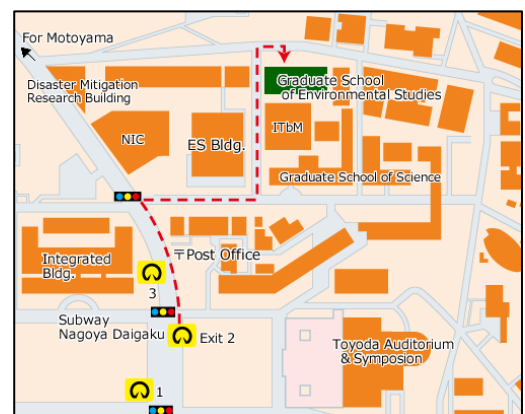 For Motoyama
Disaster Mitigation
Research Building
Graduate School
of Environmental Studies
NIC
ES Bldg.
ITbM
Graduate School of Science
〒Post Office
Integrated
Bldg.
3
Subway
Nagoya Daigaku
Exit 2
Toyoda Auditorium
& Symposion
1